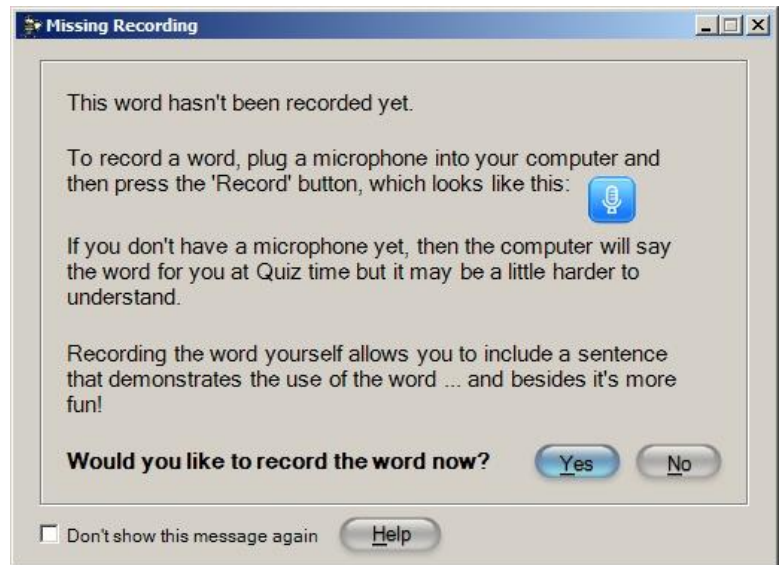 Missing Recording
This word hasn't been recorded yet.
To record a word, plug a microphone into your computer and
then press the 'Record' button, which looks like this:
If you don't have a microphone yet, then the computer will say
the word for you at Quiz time but it may be a little harder to
understand.
Recording the word yourself allows you to include a sentence
that demonstrates the use of the word ... and besides it's more
fun!
Would you like to record the word now? Yes No
Don't show this message again Help